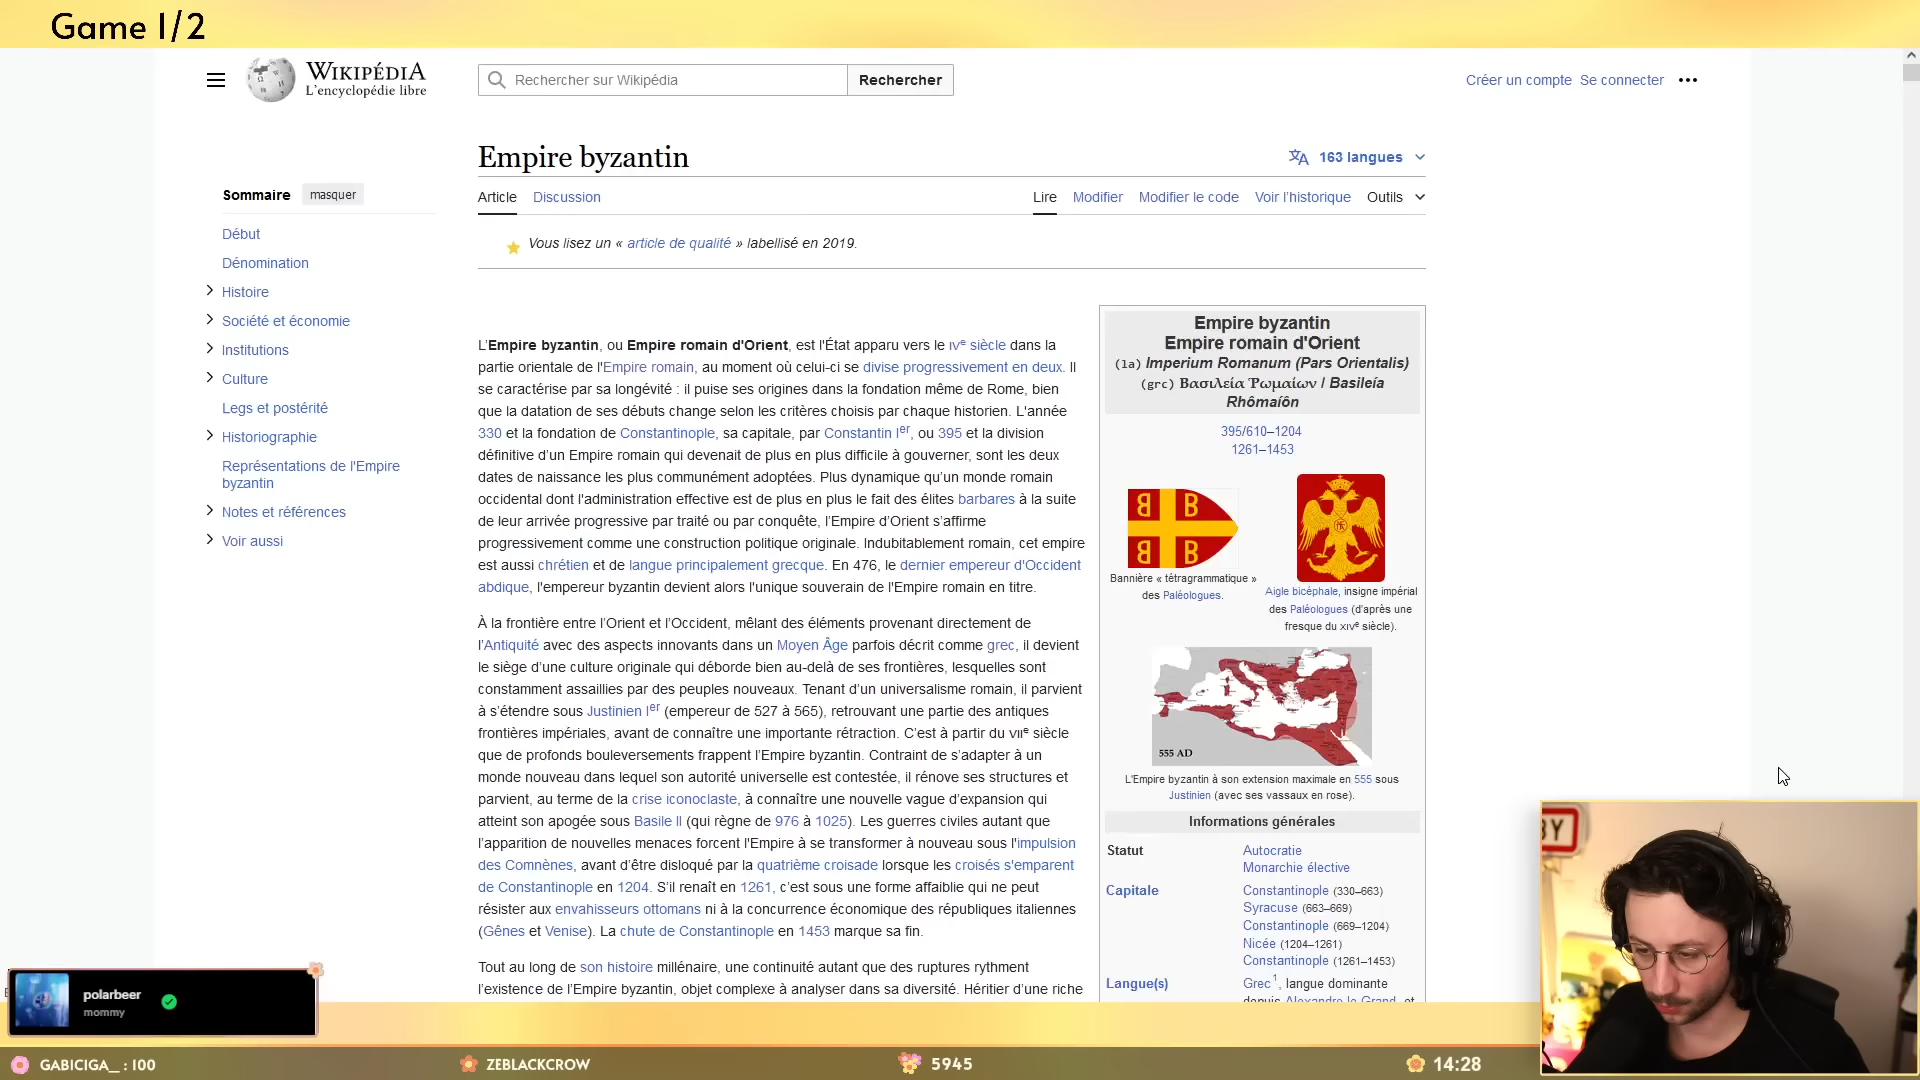 Game 1/2
WIKIPÉDIA
L'encyclopédie libre
Rechercher sur Wikipédia
Rechercher
Créer un compte Se connecter
Empire byzantin
163 langues
Article Discussion
Lire Modifier Modifier le code Voir l'historique Outils
Vous lisez un « article de qualité » labellisé en 2019.
Sommaire masquer
Début
Dénomination
Histoire
Société et économie
Institutions
Culture
Legs et postérité
Historiographie
Représentations de l'Empire
byzantin
Notes et références
Voir aussi
L'Empire byzantin, ou Empire romain d'Orient, est l'État apparu vers le IVe siècle dans la
partie orientale de l'Empire romain, au moment où celui-ci se divise progressivement en deux. Il
se caractérise par sa longévité : il puise ses origines dans la fondation même de Rome, bien
que la datation de ses débuts change selon les critères choisis par chaque historien. L'année
330 et la fondation de Constantinople, sa capitale, par Constantin Ier, ou 395 et la division
définitive d'un Empire romain qui devenait de plus en plus difficile à gouverner, sont les deux
dates de naissance les plus communément adoptées. Plus dynamique qu'un monde romain
occidental dont l'administration effective est de plus en plus le fait des élites barbares à la suite
de leur arrivée progressive par traité ou par conquête, l'Empire d'Orient s'affirme
progressivement comme une construction politique originale. Indubitablement romain, cet empire
est aussi chrétien et de langue principalement grecque. En 476, le dernier empereur d'Occident
abdique, l'empereur byzantin devient alors l'unique souverain de l'Empire romain en titre.
À la frontière entre l'Orient et l'Occident, mêlant des éléments provenant directement de
l'Antiquité avec des aspects innovants dans un Moyen Âge parfois décrit comme grec, il devient
le siège d'une culture originale qui déborde bien au-delà de ses frontières, lesquelles sont
constamment assaillies par des peuples nouveaux. Tenant d'un universalisme romain, il parvient
à s'étendre sous Justinien Ier (empereur de 527 à 565), retrouvant une partie des antiques
frontières impériales, avant de connaître une importante rétraction. C'est à partir du VIIe siècle
que de profonds bouleversements frappent l'Empire byzantin. Contraint de s'adapter à un
monde nouveau dans lequel son autorité universelle est contestée, il rénove ses structures et
parvient, au terme de la crise iconoclaste, à connaître une nouvelle vague d'expansion qui
atteint son apogée sous Basile II (qui règne de 976 à 1025). Les guerres civiles autant que
l'apparition de nouvelles menaces forcent l'Empire à se transformer à nouveau sous l'impulsion
des Comnènes, avant d'être disloqué par la quatrième croisade lorsque les croisés s'emparent
de Constantinople en 1204. S'il renaît en 1261, c'est sous une forme affaiblie qui ne peut
résister aux envahisseurs ottomans ni à la concurrence économique des républiques italiennes
(Gênes et Venise). La chute de Constantinople en 1453 marque sa fin.
Tout au long de son histoire millénaire, une continuité autant que des ruptures rythment
l'existence de l'Empire byzantin, objet complexe à analyser dans sa diversité. Héritier d'une riche
Empire byzantin
Empire romain d'Orient
(la) Imperium Romanum (Pars Orientalis)
(grc) Βασιλεία Ῥωμαίων / Basileía
Rhômaíôn
395/610–1204
1261–1453
Bannière « tétragrammatique »
des Paléologues.
Aigle bicéphale, insigne impérial
des Paléologues (d'après une
fresque du XIVe siècle).
555 AD
L'Empire byzantin à son extension maximale en 555 sous
Justinien (avec ses vassaux en rose).
Informations générales
Statut Autocratie
Monarchie élective
Capitale Constantinople (330–663)
Syracuse (663–669)
Constantinople (669–1204)
Nicée (1204–1261)
Constantinople (1261–1453)
Langue(s) Grec1, langue dominante
depuis Alexandre le Grand, et
polarbeer
mommy
GABICIGA_ : 100
ZEBLACKCROW
5945
14:28
BY